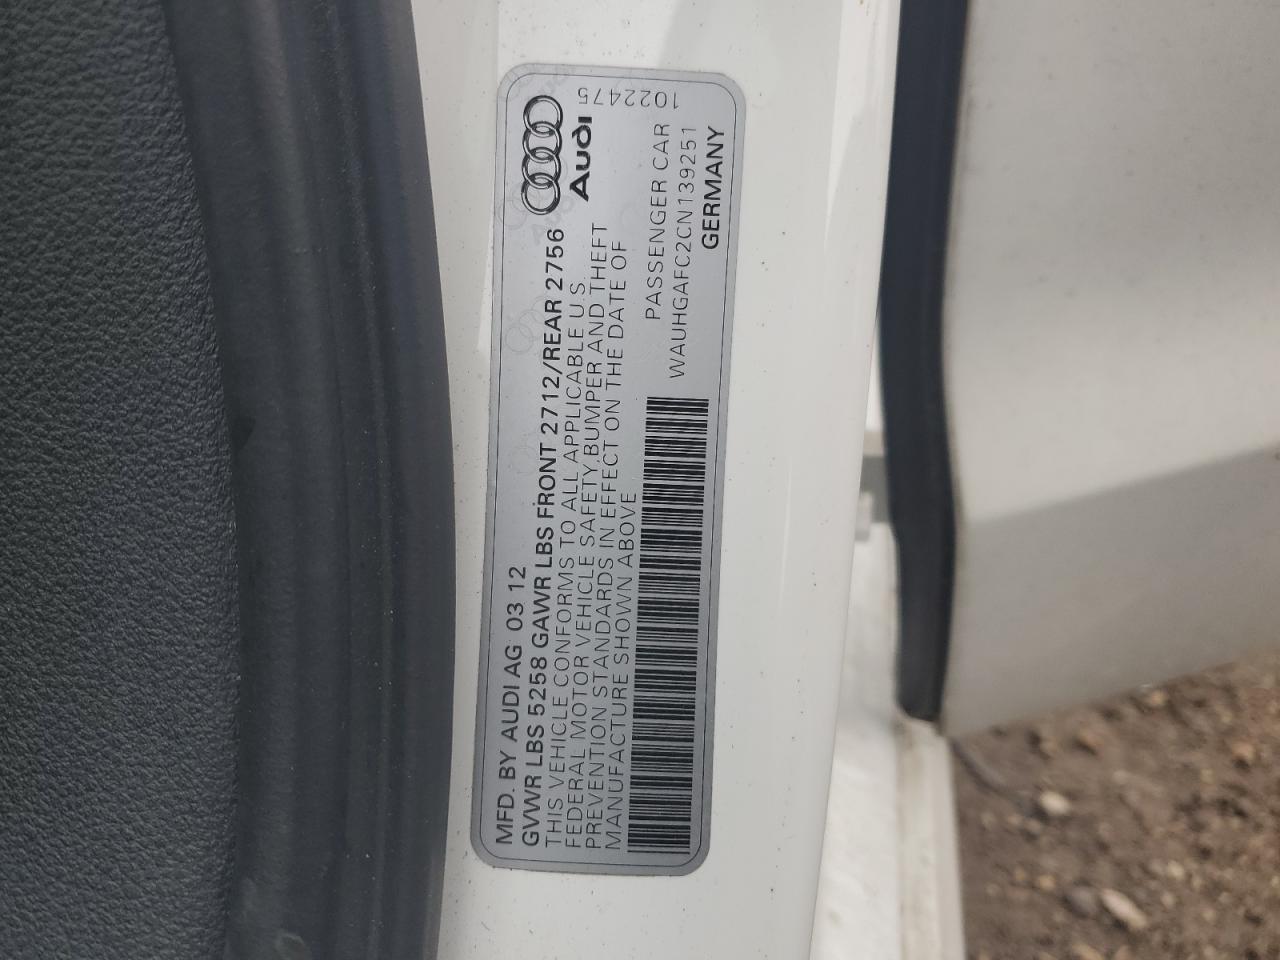 MFD. BY AUDI AG 03 12
GVWR LBS 5258 GAWR LBS FRONT 2712/REAR 2756
THIS VEHICLE CONFORMS TO ALL APPLICABLE U.S.
FEDERAL MOTOR VEHICLE SAFETY,BUMPER AND THEFT
PREVENTION STANDARDS IN EFFECT ON THE DATE OF
MANUFACTURE SHOWN ABOVE
Audi
PASSENGER CAR
WAUHGAFC2CN139251
GERMANY
1022475